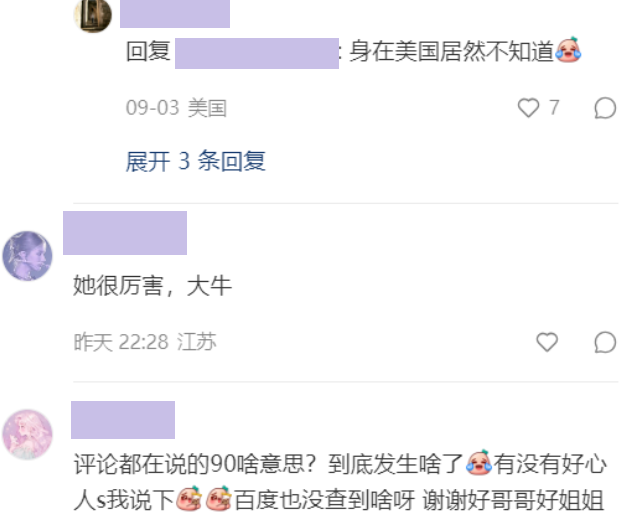 回复 : 身在美国居然不知道
09-03 美国
7
展开 3 条回复
她很厉害，大牛
昨天 22:28 江苏
评论都在说的90啥意思？到底发生啥了有没有好心
人s我说下百度也没查到啥呀 谢谢好哥哥好姐姐